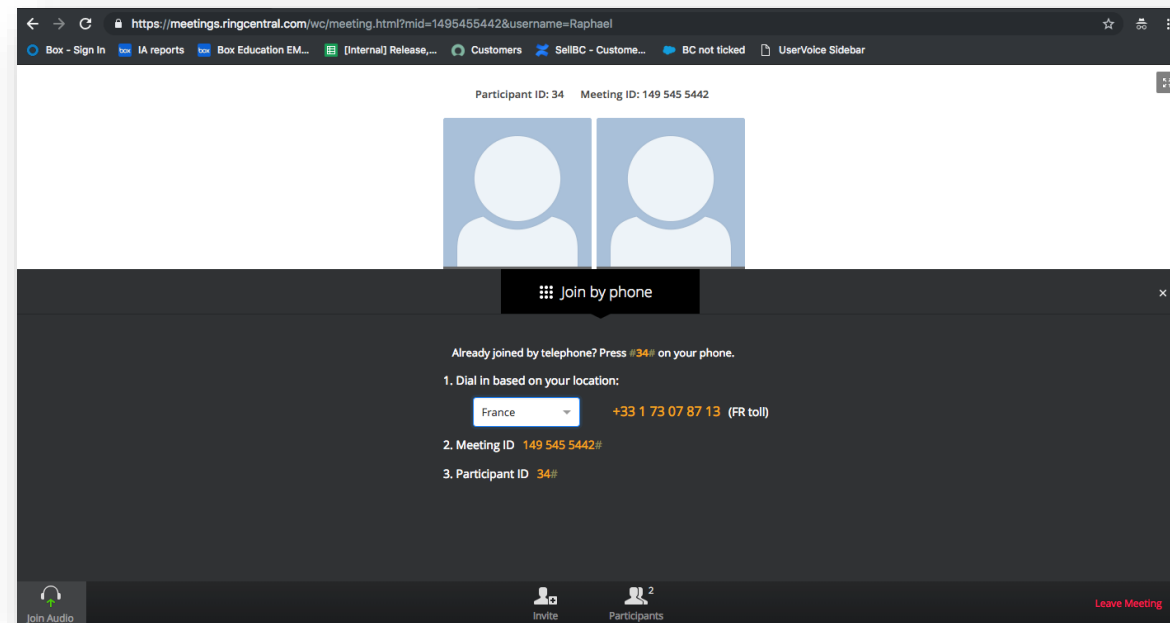 https://meetings.ringcentral.com/wc/meeting.html?mid=1495455442&username=Raphael
Box - Sign In box IA reports box Box Education EM... [Internal] Release,... Customers SellBC - Custome... BC not ticked UserVoice Sidebar
Participant ID: 34 Meeting ID: 149 545 5442
Join by phone ×
Already joined by telephone? Press #34# on your phone.
1. Dial in based on your location:
France +33 1 73 07 87 13 (FR toll)
2. Meeting ID 149 545 5442#
3. Participant ID 34#
2
Join Audio Invite Participants Leave Meeting